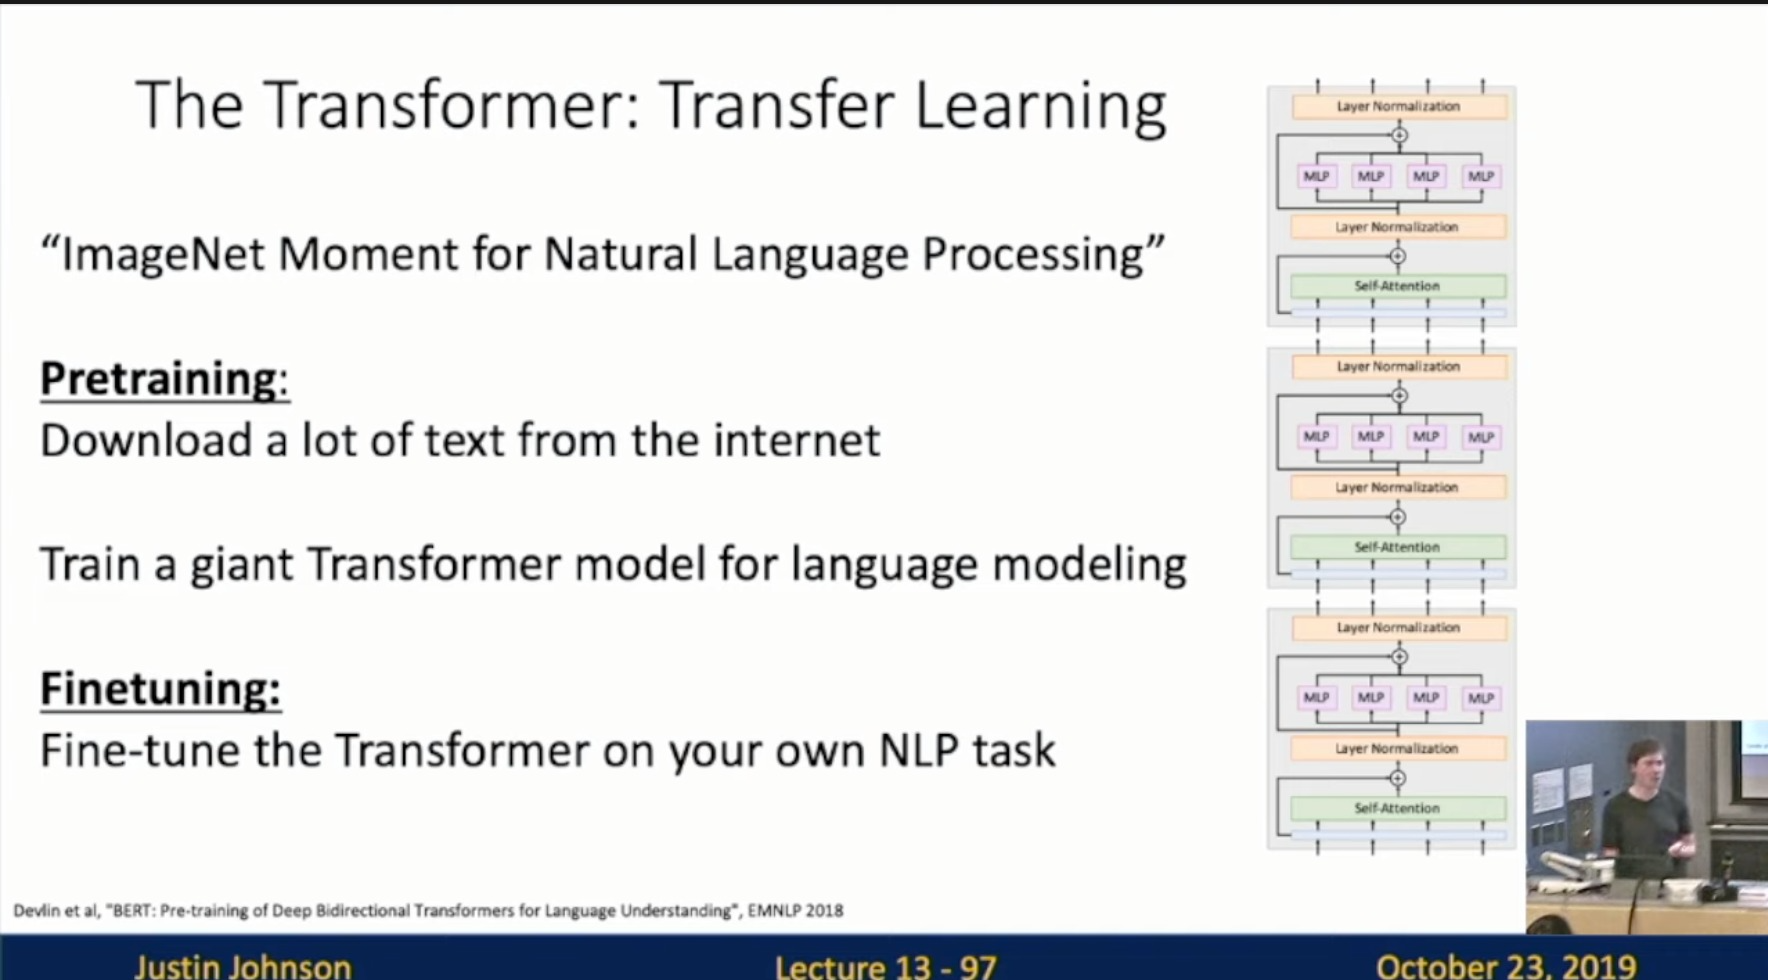 The Transformer: Transfer Learning
“ImageNet Moment for Natural Language Processing”
Pretraining:
Download a lot of text from the internet
Train a giant Transformer model for language modeling
Finetuning:
Fine-tune the Transformer on your own NLP task
Layer Normalization
MLP MLP MLP MLP
Layer Normalization
Self-Attention
Layer Normalization
MLP MLP MLP MLP
Layer Normalization
Self-Attention
Layer Normalization
MLP MLP MLP MLP
Layer Normalization
Self-Attention
Devlin et al, "BERT: Pre-training of Deep Bidirectional Transformers for Language Understanding", EMNLP 2018
Justin Johnson
Lecture 13 - 97
October 23, 2019